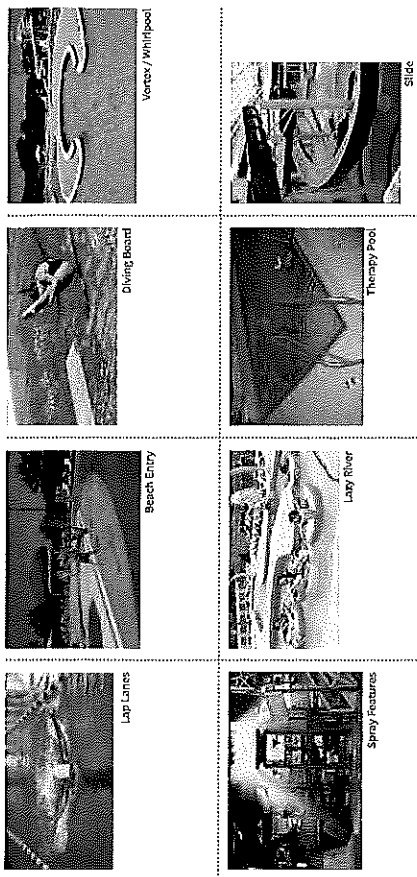 Lap Lanes
Beach Entry
Diving Board
Vortex / Whirlpool
Spray Features
Lazy River
Therapy Pool
Slide